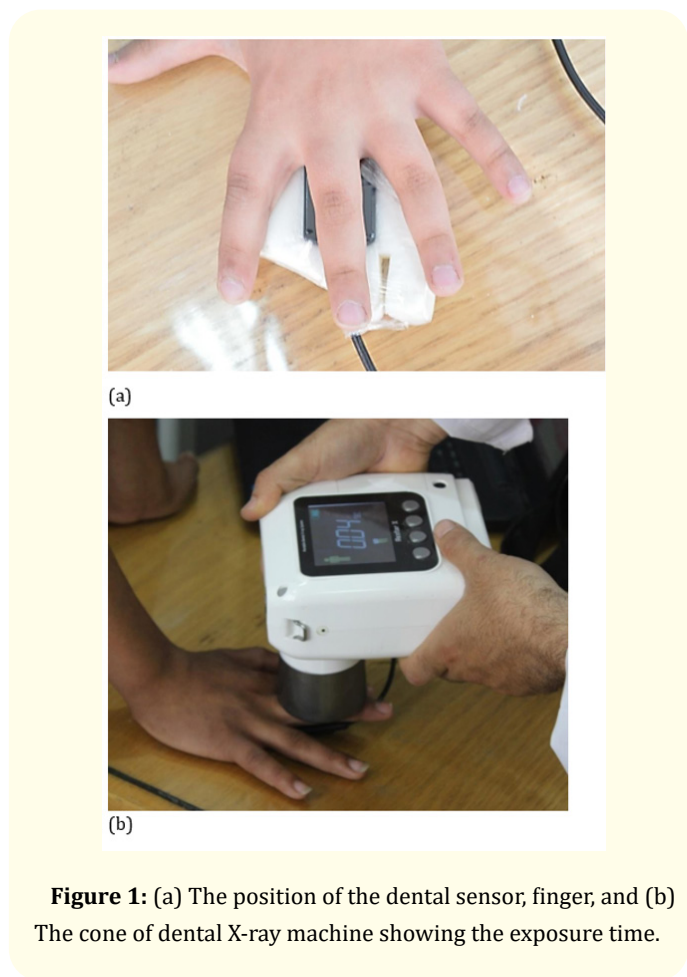 (a)
004
(b)
Figure 1: (a) The position of the dental sensor, finger, and (b)
The cone of dental X-ray machine showing the exposure time.